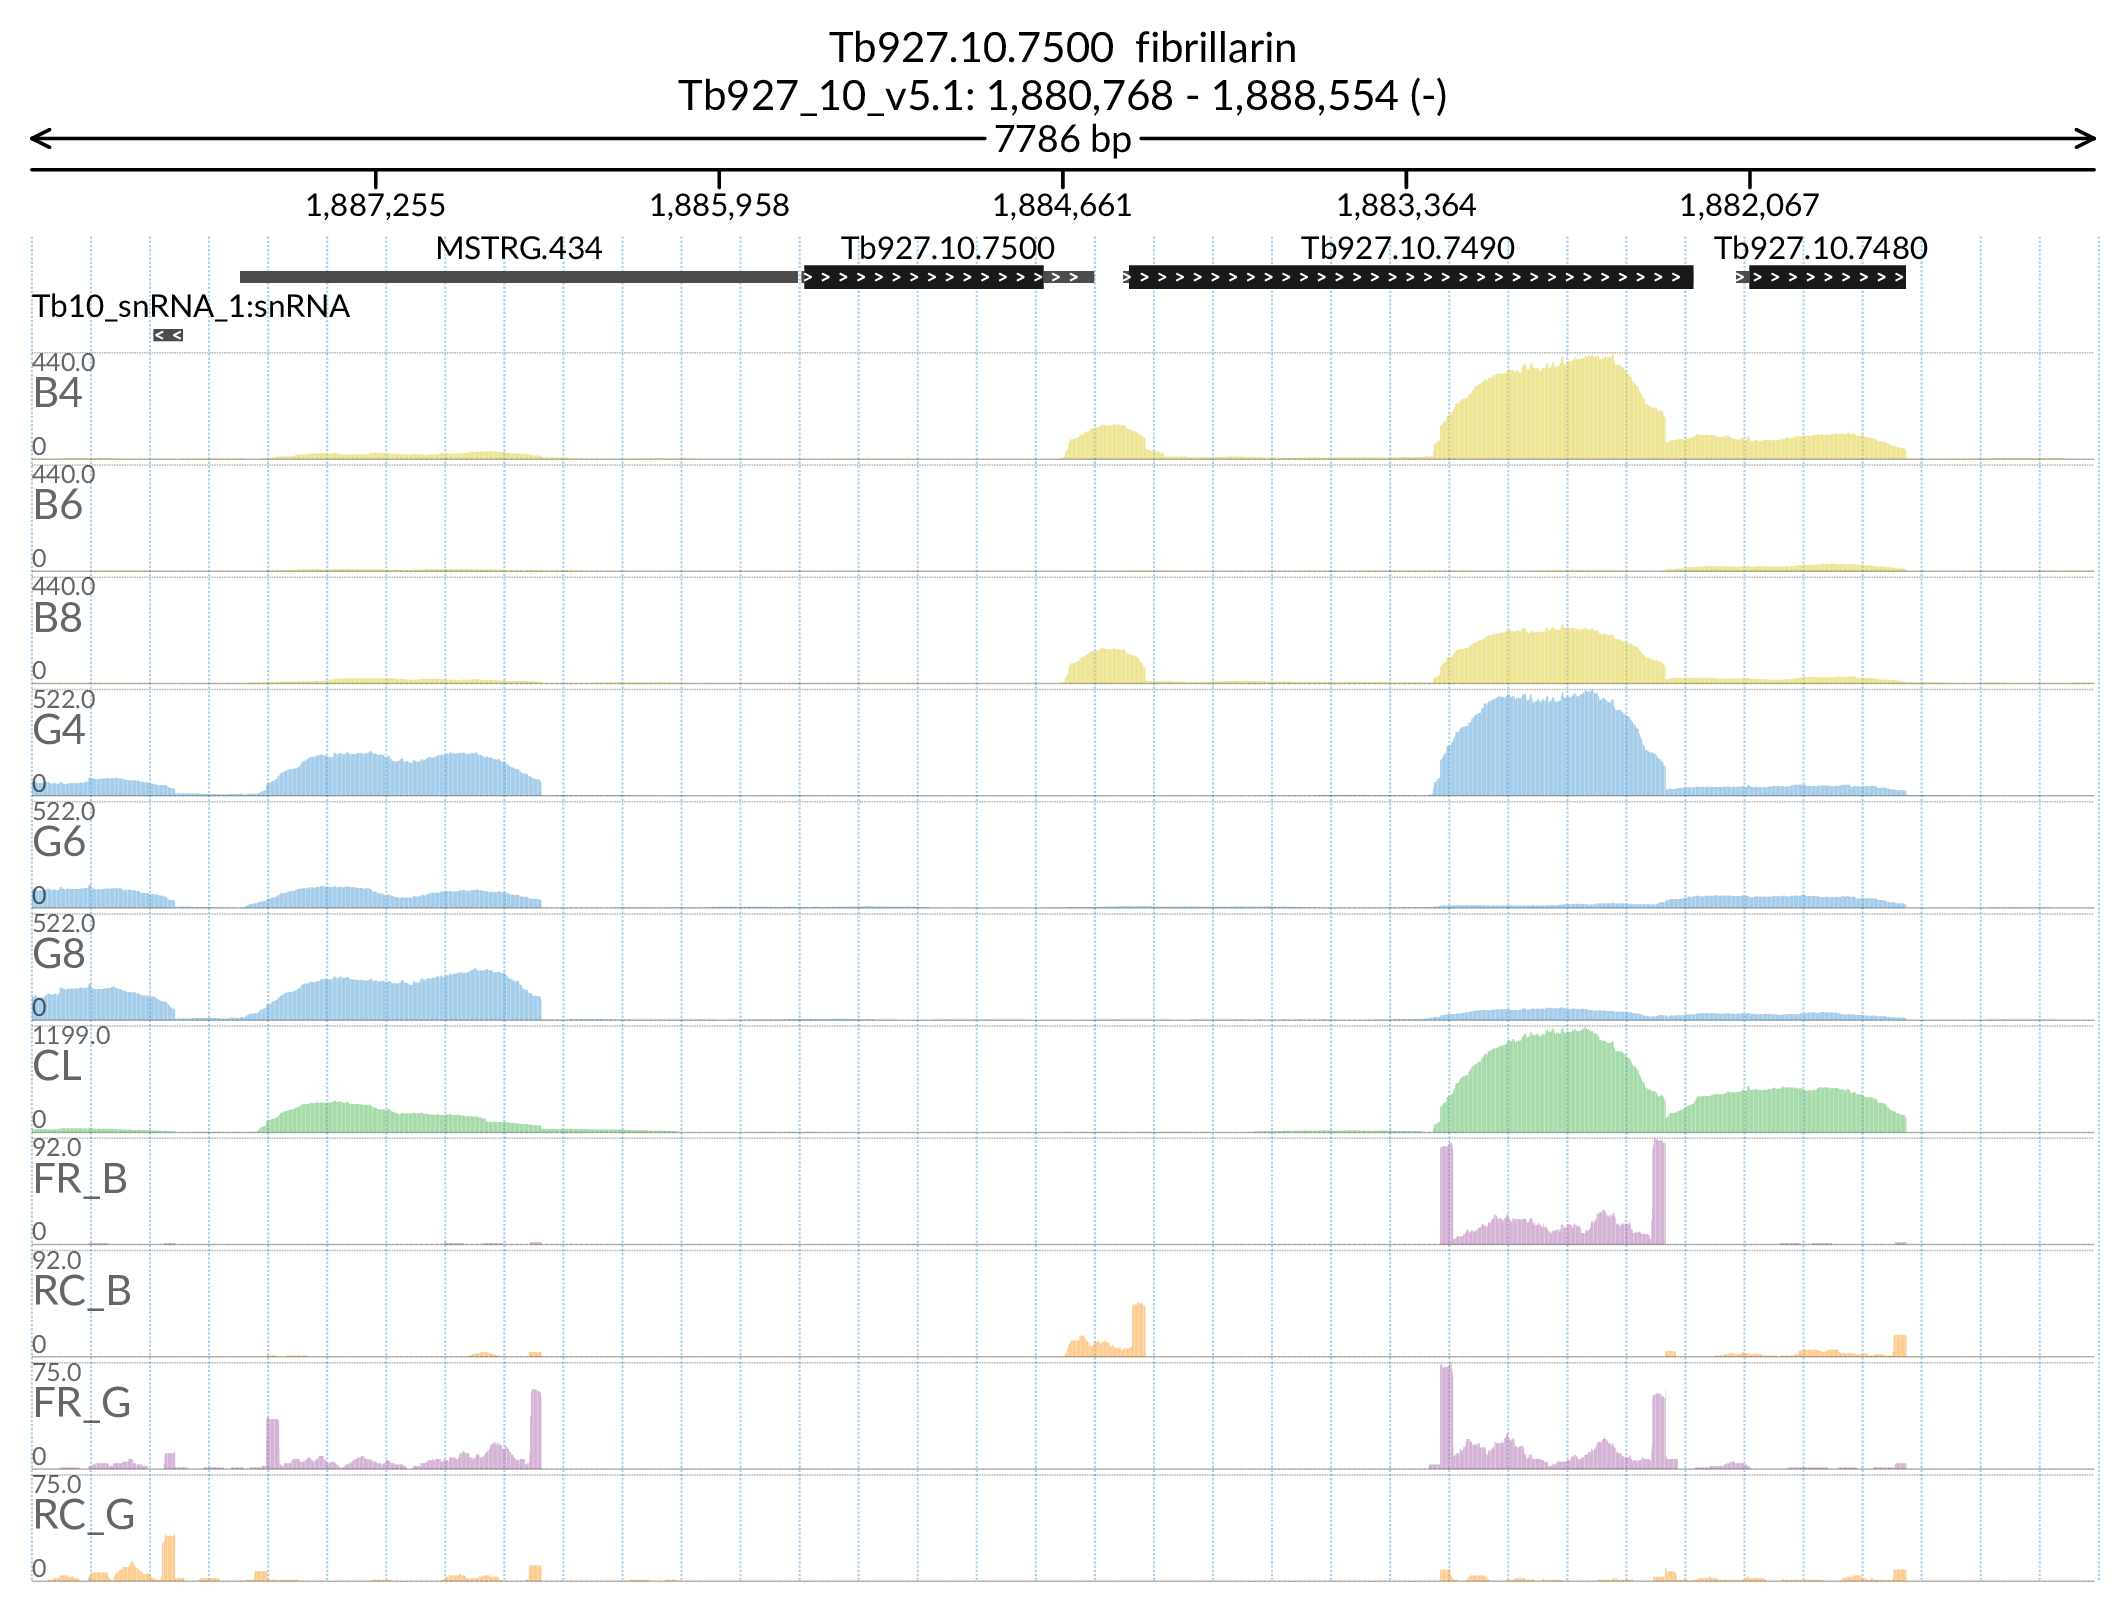 Tb927.10.7500  fibrillarin
Tb927_10_v5.1: 1,880,768 - 1,888,554 (-)
7786 bp
1,887,255 1,885,958 1,884,661 1,883,364 1,882,067
MSTRG.434 Tb927.10.7500 Tb927.10.7490 Tb927.10.7480
Tb10_snRNA_1:snRNA
440.0
B4
0
440.0
B6
0
440.0
B8
0
522.0
G4
0
522.0
G6
0
522.0
G8
0
1199.0
CL
0
92.0
FR_B
0
92.0
RC_B
0
75.0
FR_G
0
75.0
RC_G
0